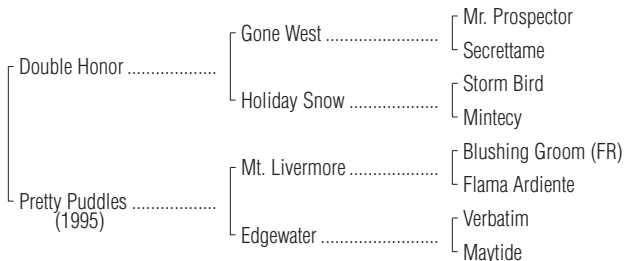 Mr. Prospector
Gone West ........................
Secrettame
Double Honor ...................
Storm Bird
Holiday Snow ...................
Mintecy
Blushing Groom (FR)
Mt. Livermore ...................
Flama Ardiente
Pretty Puddles ..................
(1995)
Verbatim
Edgewater .........................
Maytide